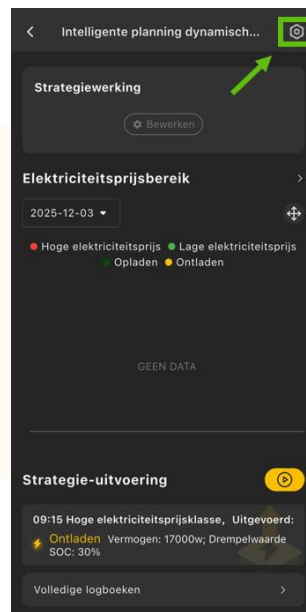 Intelligente planning dynamisch...
Strategiewerking
Bewerken
Elektriciteitsprijsbereik
2025-12-03
Hoge elektriciteitsprijs Lage elektriciteitsprijs
Opladen Ontladen
GEEN DATA
Strategie-uitvoering
09:15 Hoge elektriciteitsprijsklasse, Uitgevoerd:
Ontladen Vermogen: 17000w; Drempelwaarde
SOC: 30%
Volledige logboeken